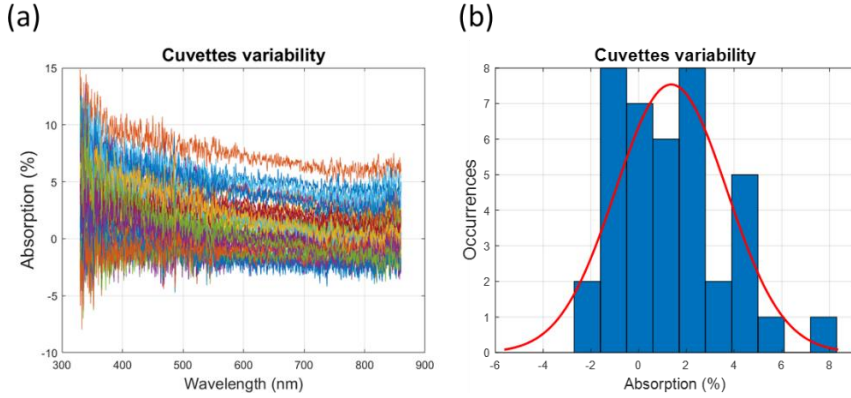 (a)
Cuvettes variability
15
10
5
0
-5
-10
300 400 500 600 700 800 900
Absorption (%)
Wavelength (nm)
(b)
Cuvettes variability
8
7
6
5
4
3
2
1
0
-6 -4 -2 0 2 4 6 8
Occurrences
Absorption (%)